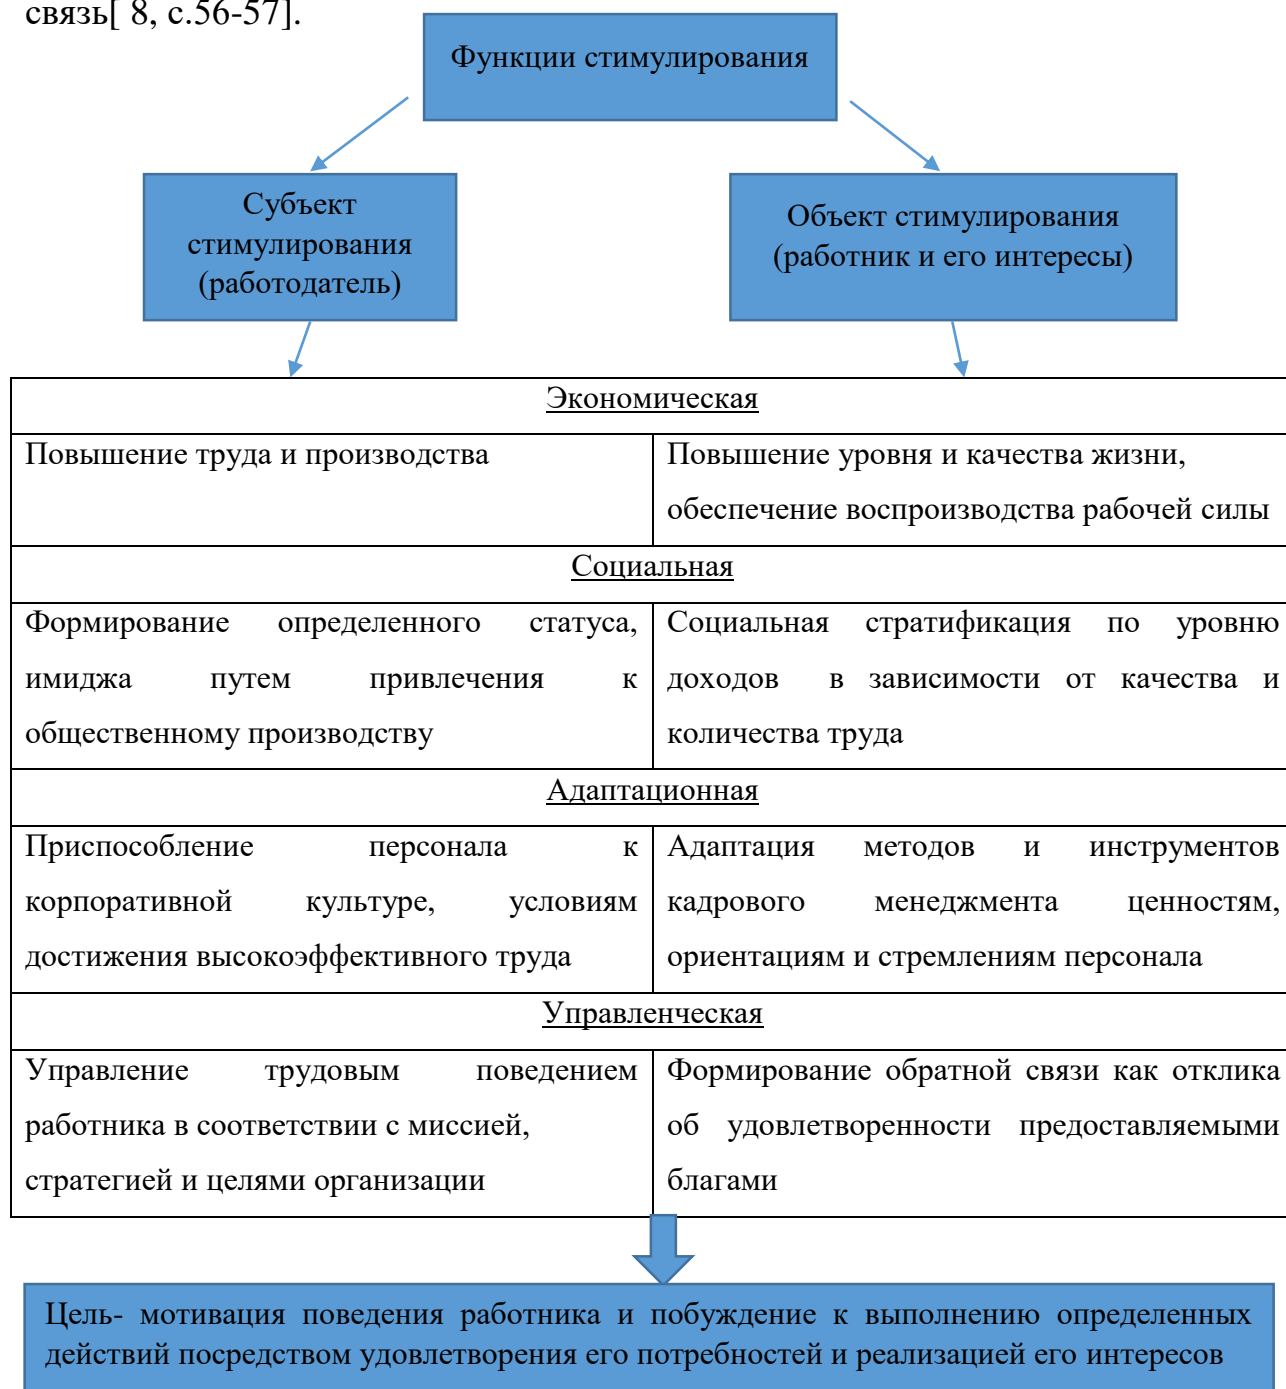 связь[ 8, с.56-57].
Функции стимулирования
Субъект
стимулирования
(работодатель)
Объект стимулирования
(работник и его интересы)
Экономическая
Повышение труда и производства
Повышение уровня и качества жизни,
обеспечение воспроизводства рабочей силы
Социальная
Формирование определенного статуса,
имиджа путем привлечения к
общественному производству
Социальная стратификация по уровню
доходов в зависимости от качества и
количества труда
Адаптационная
Приспособление персонала к
корпоративной культуре, условиям
достижения высокоэффективного труда
Адаптация методов и инструментов
кадрового менеджмента ценностям,
ориентациям и стремлениям персонала
Управленческая
Управление трудовым поведением
работника в соответствии с миссией,
стратегией и целями организации
Формирование обратной связи как отклика
об удовлетворенности предоставляемыми
благами
Цель- мотивация поведения работника и побуждение к выполнению определенных
действий посредством удовлетворения его потребностей и реализацией его интересов